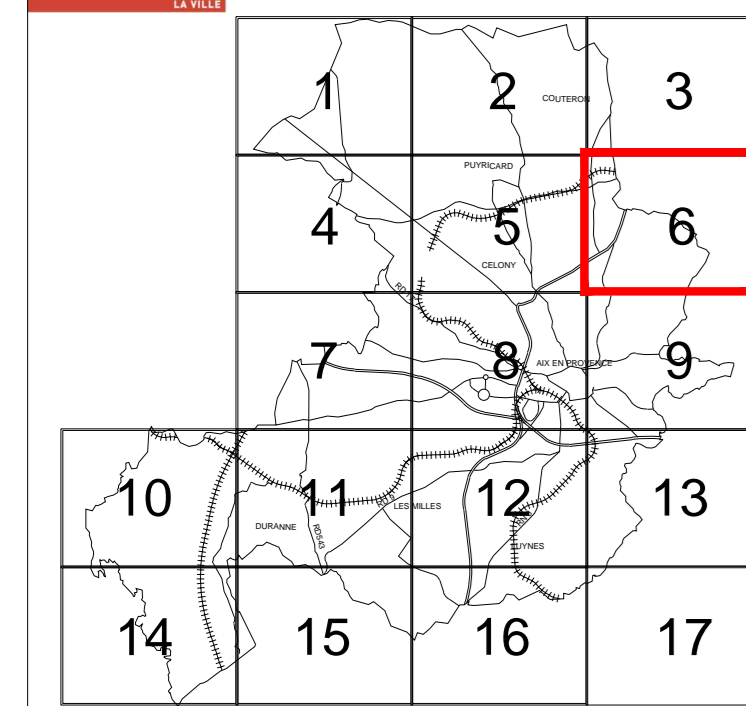 LA VILLE
1 2 3
COUTERON
PUYRICARD
4 5 6
CELONY
7 8 9
AIX EN PROVENCE
10 11 12 13
LES MILLES
DURANNE
RD543
14 15 16 17